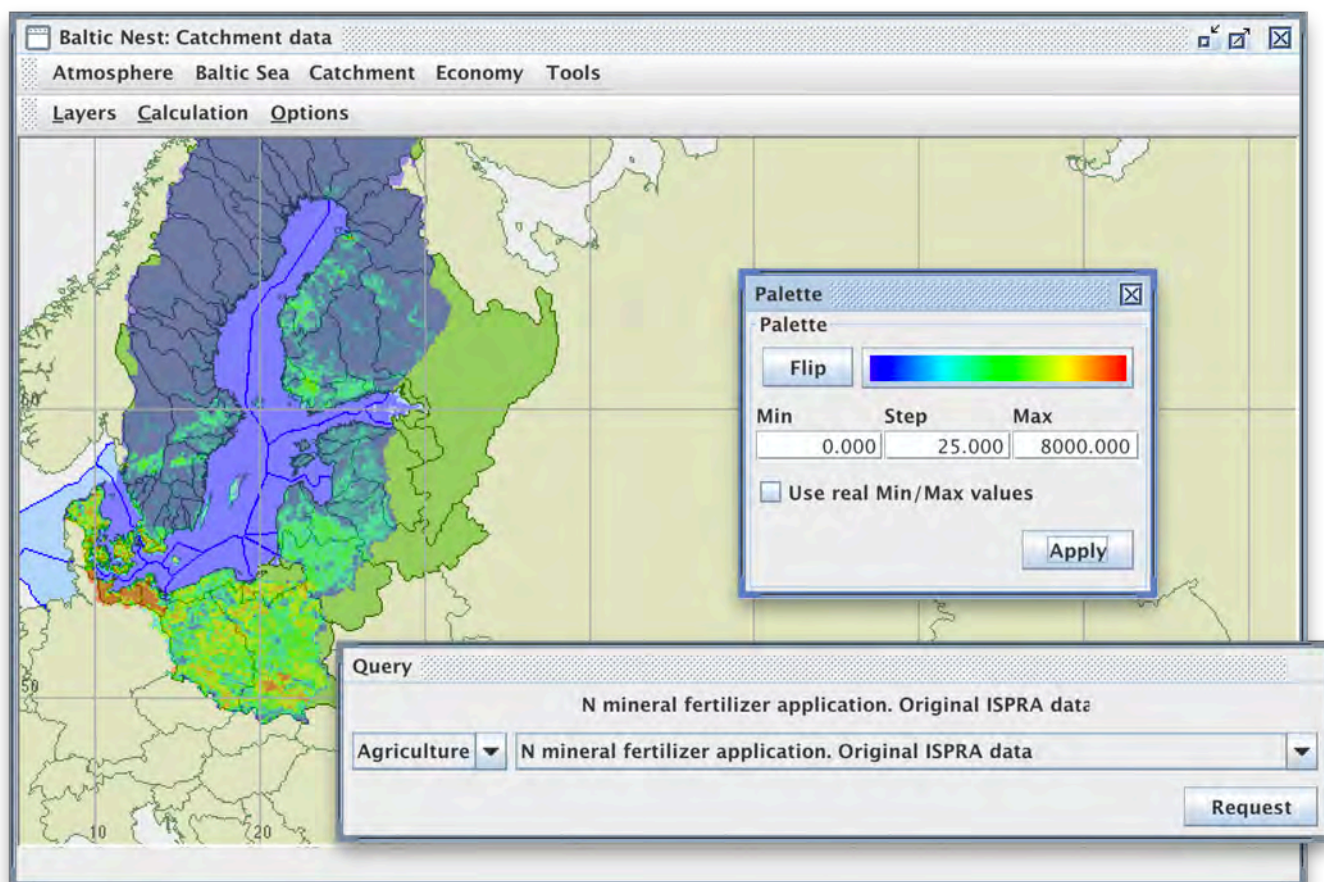 Baltic Nest: Catchment data
Atmosphere Baltic Sea Catchment Economy Tools
Layers Calculation Options
Palette
Palette
Flip
Min Step Max
0.000 25.000 8000.000
Use real Min/Max values
Apply
60
50
10 20
Query
N mineral fertilizer application. Original ISPRA data
Agriculture N mineral fertilizer application. Original ISPRA data
Request